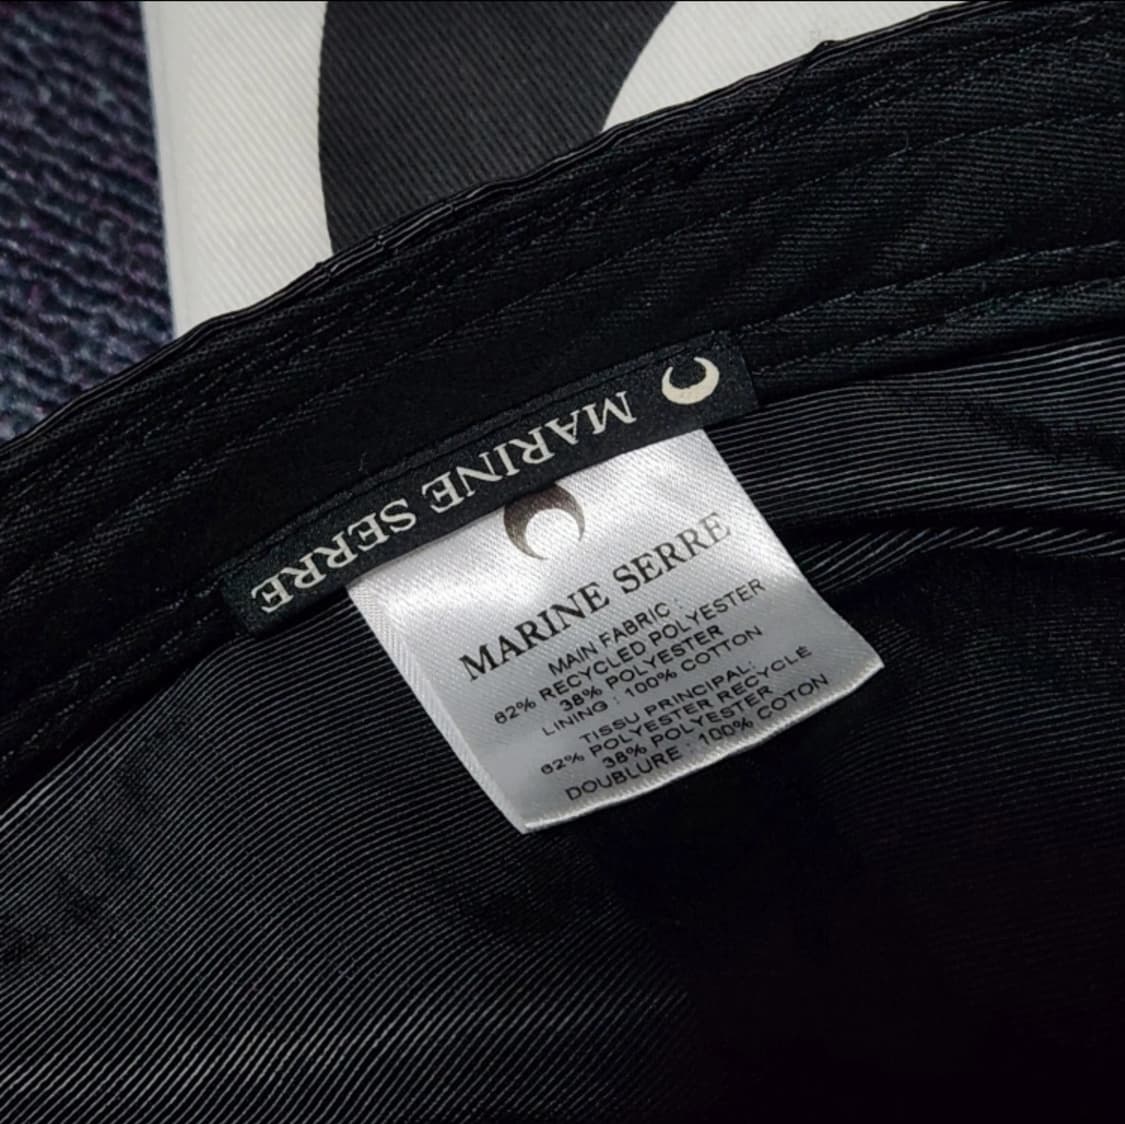 MARINE SERRE
MARINE SERRE
MAIN FABRIC :
62% RECYCLED POLYESTER
38% POLYESTER
LINING : 100% COTTON
TISSU PRINCIPAL:
62% POLYESTER RECYCLÉ
38% POLYESTER
DOUBLURE : 100% COTON